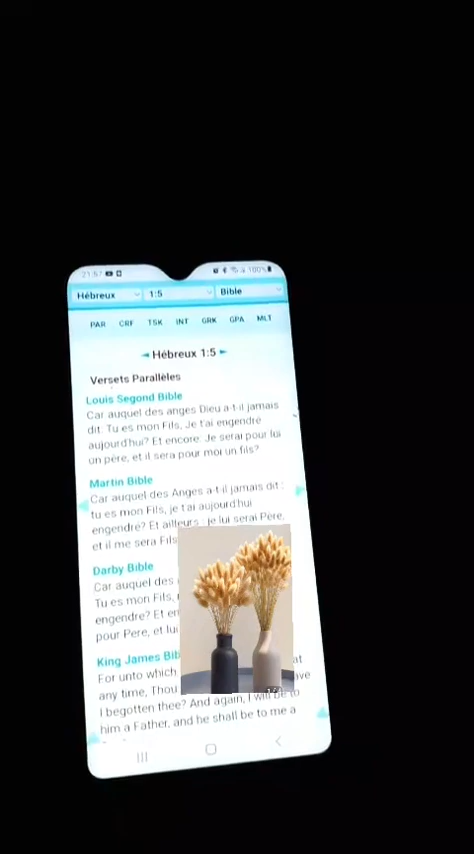 21:57 100%
Hébreux 1:5 Bible
PAR CRF TSK INT GRK GPA MLT
Hébreux 1:5
Versets Parallèles
Louis Segond Bible
Car auquel des anges Dieu a-t-il jamais
dit: Tu es mon Fils, Je t'ai engendré
aujourd'hui? Et encore: Je serai pour lui
un père, et il sera pour moi un fils?
Martin Bible
Car auquel des Anges a-t-il jamais dit :
tu es mon Fils, je t'ai aujourd'hui
engendré? Et ailleurs : je lui serai Père,
et il me sera Fils
Darby Bible
Car auquel des
Tu es mon Fils,
engendre? Et en
pour Pere, et lui
King James Bib
For unto which at
any time, Thou ave
I begotten thee? And again, I will be to
him a Father, and he shall be to me a